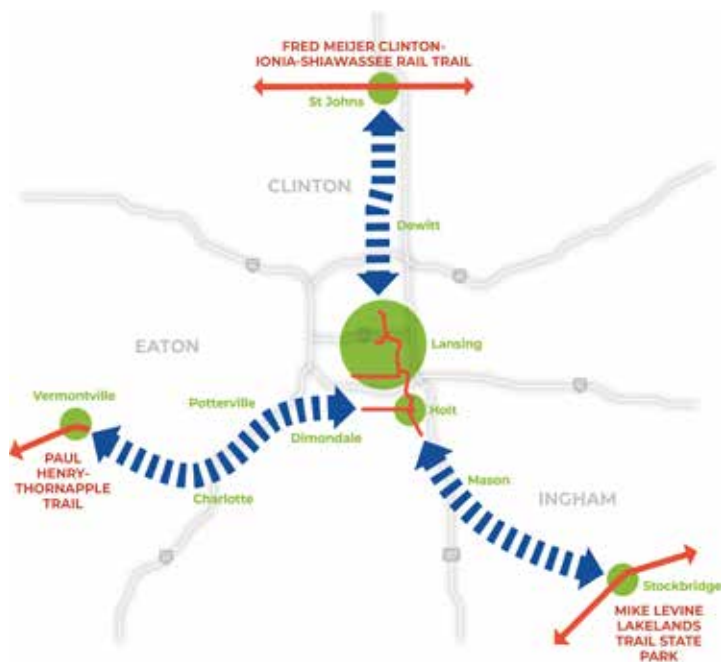 FRED MEIJER CLINTON-
IONIA-SHIAWASSEE RAIL TRAIL
St Johns
CLINTON
Dewitt
EATON
Lansing
Vermontville
Potterville
Holt
Dimondale
PAUL
HENRY-
THORNAPPLE
TRAIL
Charlotte
Mason
INGHAM
Stockbridge
MIKE LEVINE
LAKELANDS
TRAIL STATE
PARK